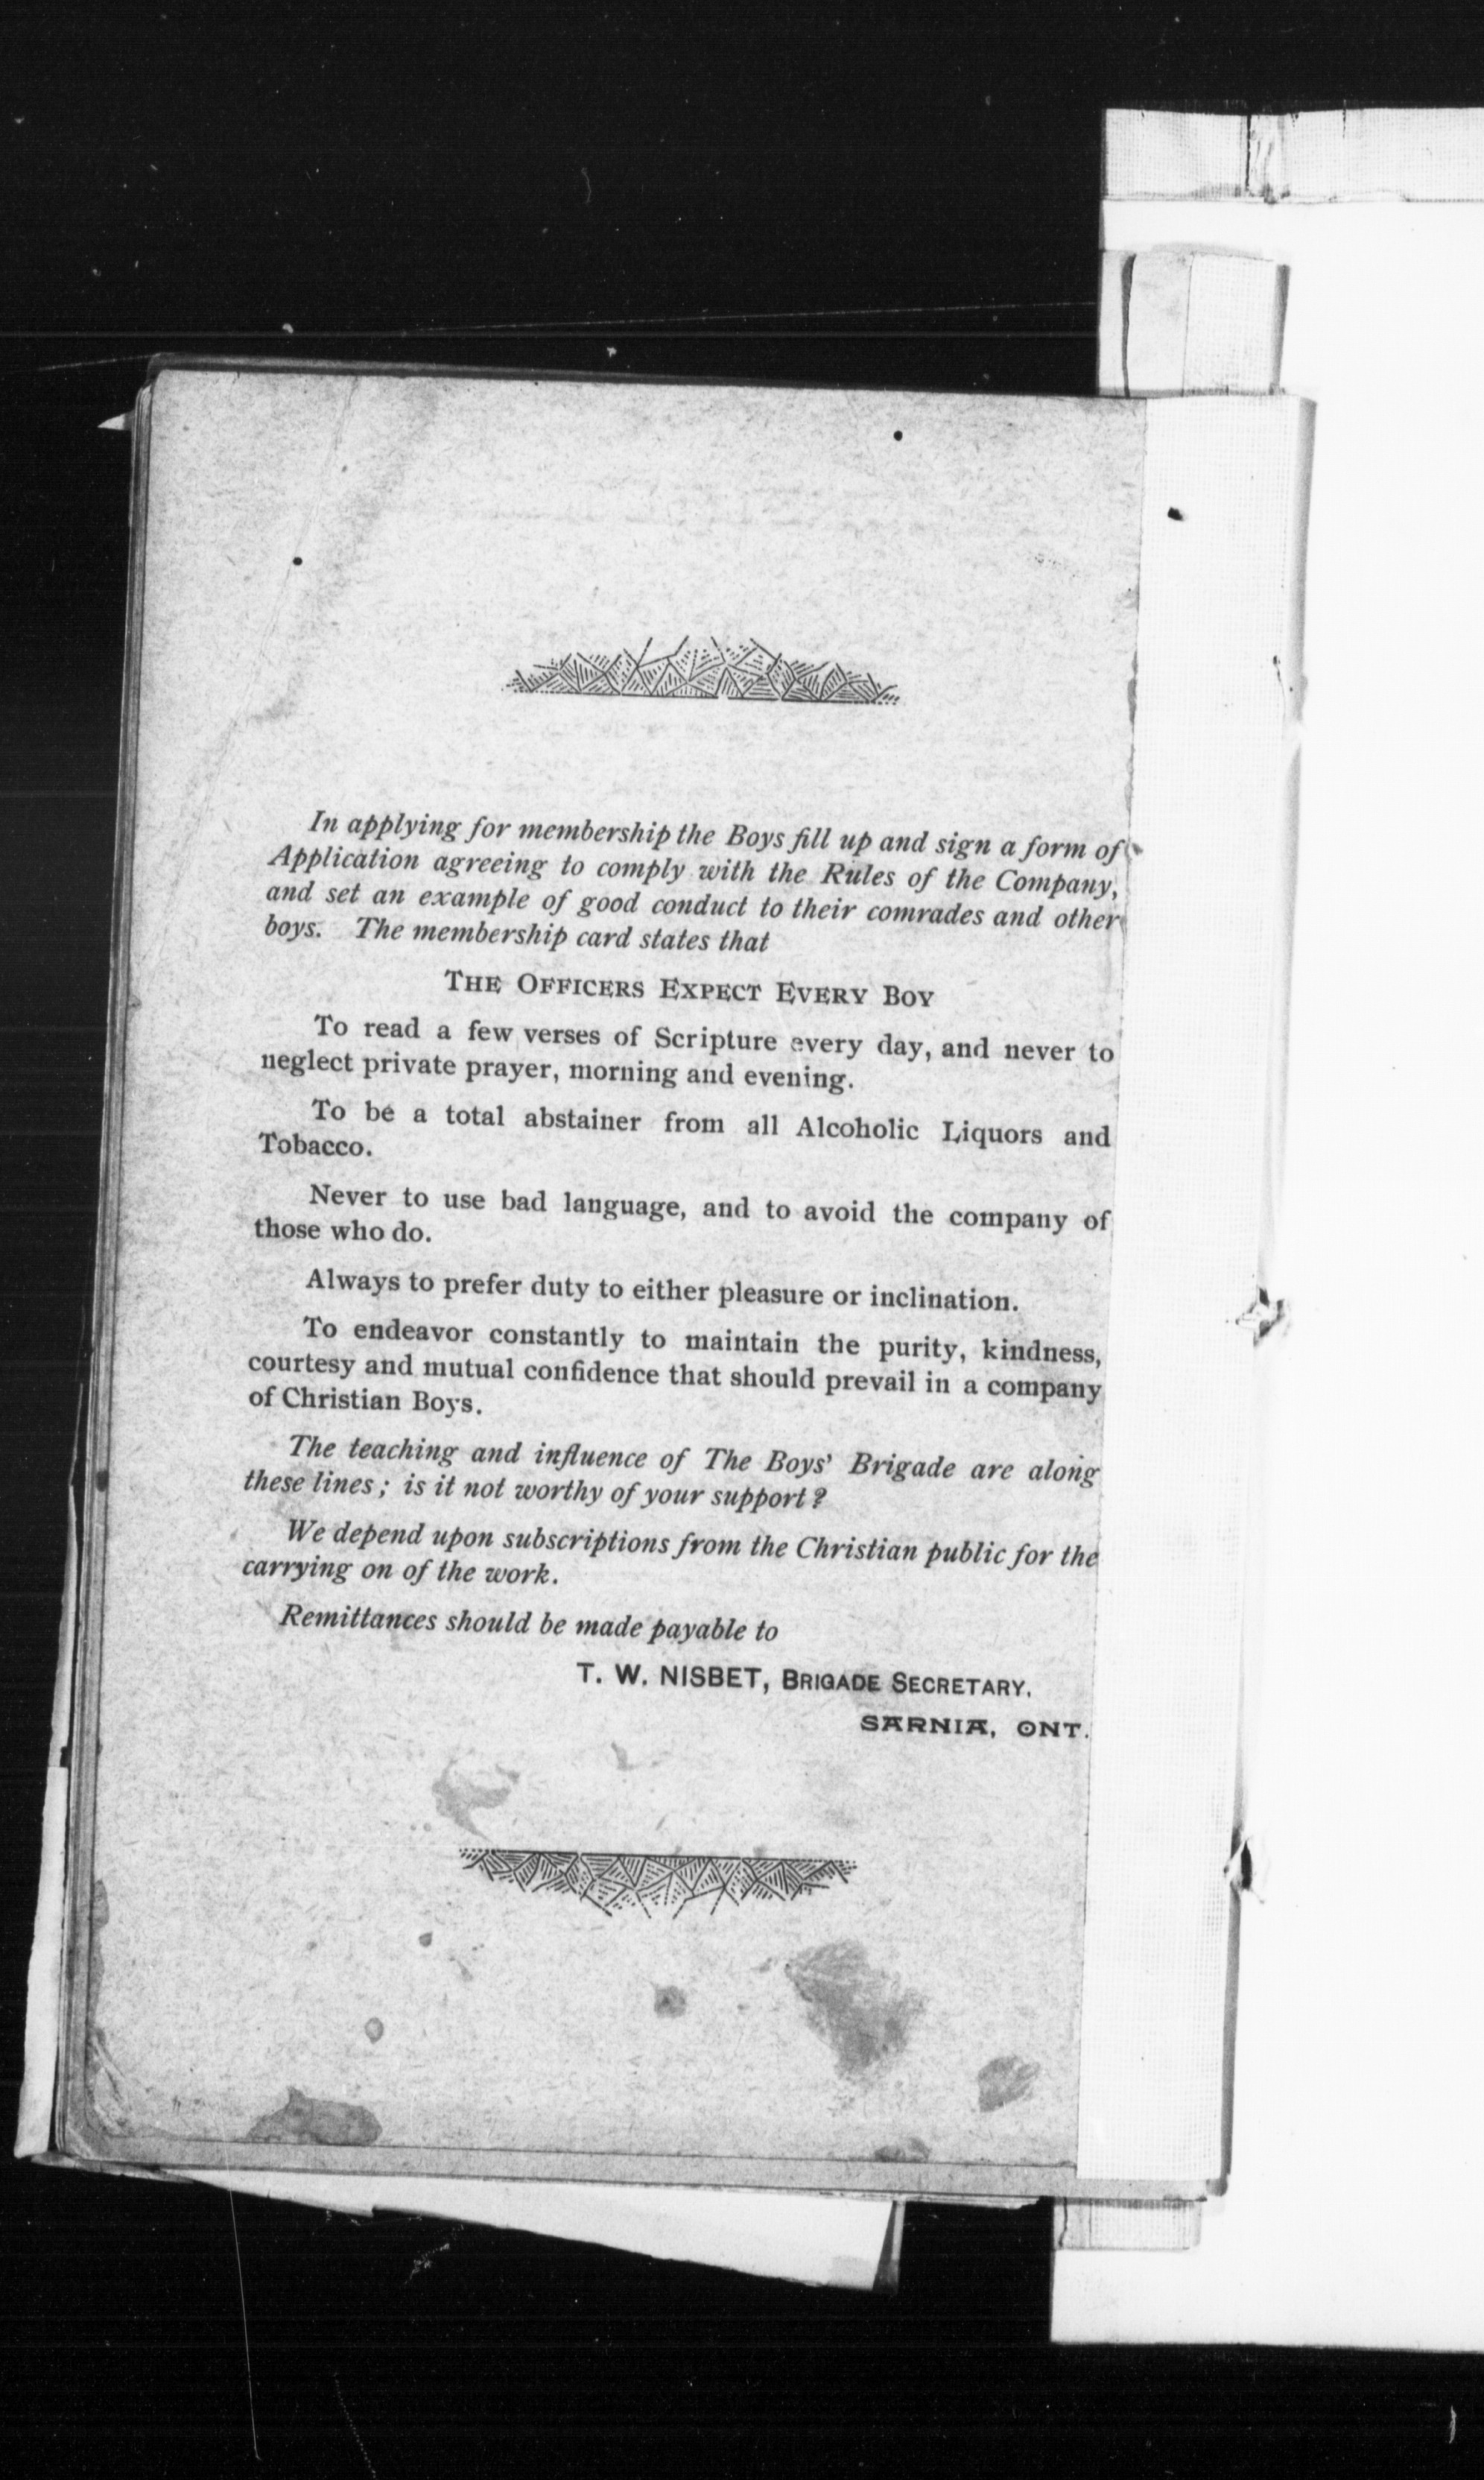 In applying for membership the Boys fill up and sign a form of
Application agreeing to comply with the Rules of the Company,
and set an example of good conduct to their comrades and other
boys. The membership card states that
THE OFFICERS EXPECT EVERY BOY
To read a few verses of Scripture every day, and never to
neglect private prayer, morning and evening.
To be a total abstainer from all Alcoholic Liquors and
Tobacco.
Never to use bad language, and to avoid the company of
those who do.
Always to prefer duty to either pleasure or inclination.
To endeavor constantly to maintain the purity, kindness,
courtesy and mutual confidence that should prevail in a company
of Christian Boys.
The teaching and influence of The Boys' Brigade are along
these lines; is it not worthy of your support?
We depend upon subscriptions from the Christian public for the
carrying on of the work.
Remittances should be made payable to
T. W. NISBET, BRIGADE SECRETARY.
SARNIA, ONT.